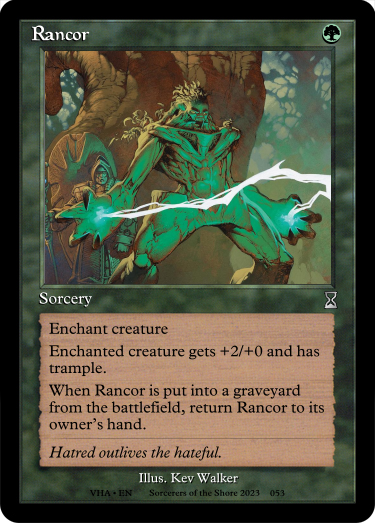 Rancor
Sorcery
Enchant creature
Enchanted creature gets +2/+0 and has
trample.
When Rancor is put into a graveyard
from the battlefield, return Rancor to its
owner's hand.
Hatred outlives the hateful.
Illus. Kev Walker
VHA • EN Sorcerers of the Shore 2023 053